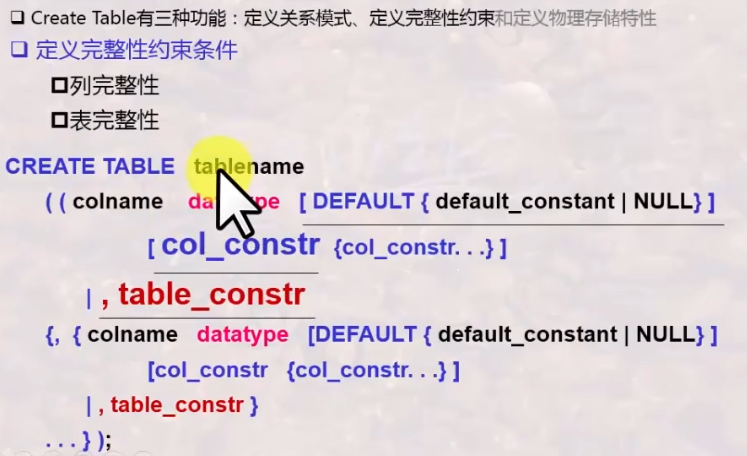 ❑ Create Table有三种功能：定义关系模式、定义完整性约束和定义物理存储特性
❑ 定义完整性约束条件
❑列完整性
❑表完整性
CREATE TABLE tablename
( ( colname datatype [ DEFAULT { default_constant | NULL} ]
[ col_constr {col_constr. . .} ]
| , table_constr
{, { colname datatype [DEFAULT { default_constant | NULL} ]
[col_constr {col_constr. . .} ]
| , table_constr }
. . . } );